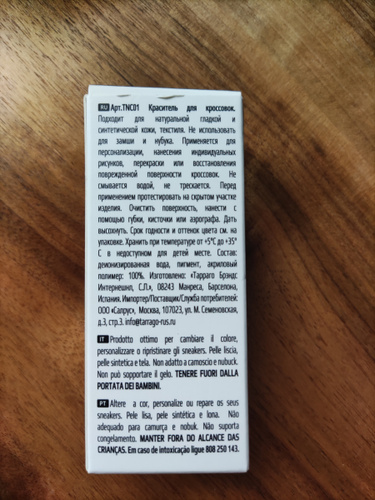 RU Арт.TNC01 Краситель для кроссовок.
Подходит для натуральной гладкой и
синтетической кожи, текстиля. Не использовать
для замши и нубука. Применяется для
персонализации, нанесения индивидуальных
рисунков, перекраски или восстановления
поврежденной поверхности кроссовок. Не
смывается водой, не трескается. Перед
применением протестировать на скрытом участке
изделия. Очистить поверхность, нанести с
помощью губки, кисточки или аэрографа. Дать
высохнуть. Срок годности и оттенок цвета см. на
упаковке. Хранить при температуре от +5°C до +35°
C в недоступном для детей месте. Состав:
деионизированная вода, пигмент, акриловый
полимер: 100%. Изготовлено: «Тарраго Брэндс
Интернешнл, С.Л.», 08243 Манреса, Барселона,
Испания. Импортер/Поставщик/Служба потребителей:
ООО «Салрус», Москва, 107023, ул. М. Семеновская,
д.3, стр.3. info@tarrago-rus.ru
IT Prodotto ottimo per cambiare il colore,
personalizzare o ripristinare gli sneakers. Pelle liscia,
pelle sintetica e tela. Non adatto a camoscio e nubuck.
Non può sopportare il gelo. TENERE FUORI DALLA
PORTATA DEI BAMBINI.
PT Altere a cor, personalize ou repare os seus
sneakers. Pele lisa, pele sintética e lona. Não
adequado para camurça e nobuk. Não suporta
congelamento. MANTER FORA DO ALCANCE DAS
CRIANÇAS. Em caso de intoxicação ligue 808 250 143.